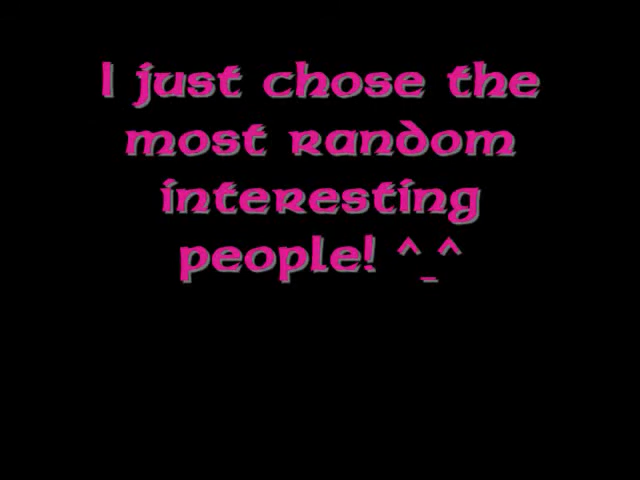 I just chose the
most random
interesting
people! ^_^